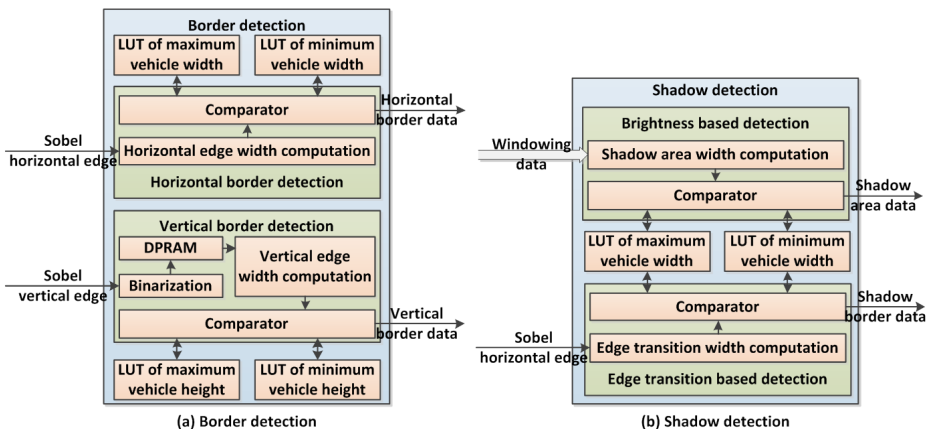 Border detection
LUT of maximum
vehicle width
LUT of minimum
vehicle width
Comparator
Horizontal
border data
Sobel
horizontal edge
Horizontal edge width computation
Horizontal border detection
Vertical border detection
DPRAM
Vertical edge
width computation
Sobel
vertical edge
Binarization
Comparator
Vertical
border data
LUT of maximum
vehicle height
LUT of minimum
vehicle height
(a) Border detection
Shadow detection
Brightness based detection
Windowing
data
Shadow area width computation
Comparator
Shadow
area data
LUT of maximum
vehicle width
LUT of minimum
vehicle width
Comparator
Shadow
border data
Sobel
horizontal edge
Edge transition width computation
Edge transition based detection
(b) Shadow detection